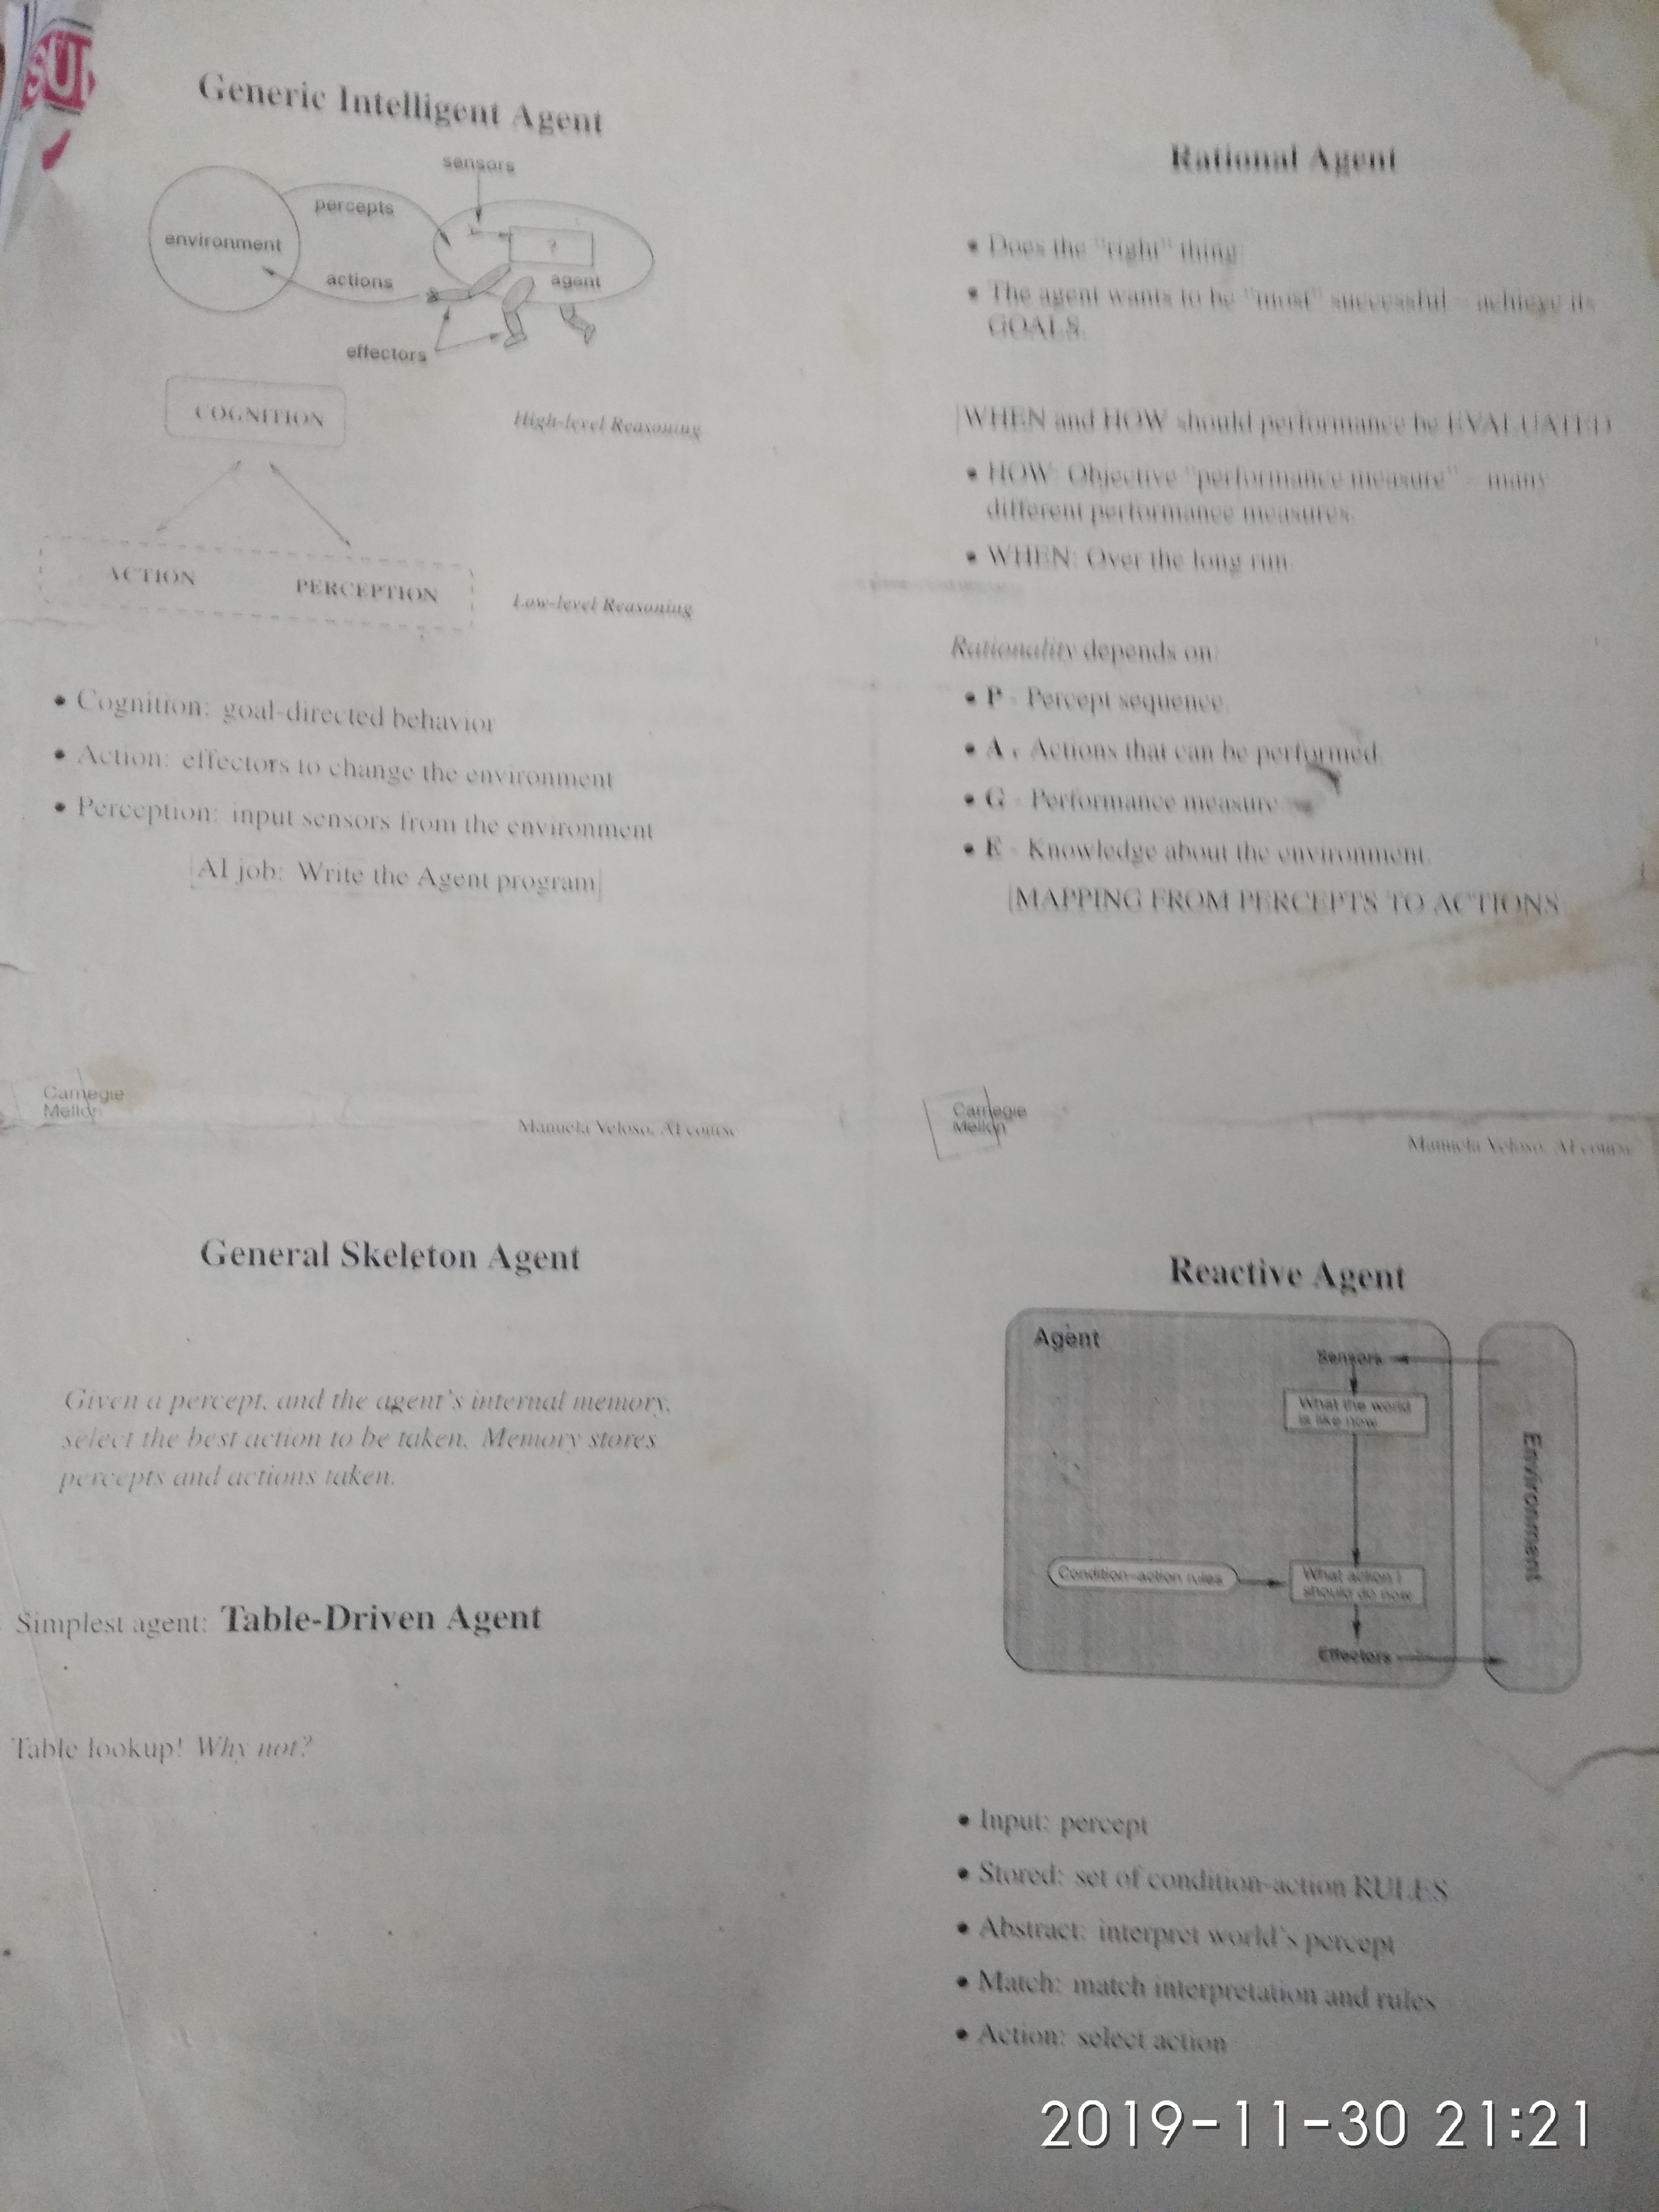 SU
Generic Intelligent Agent
sensors
percepts
environment
?
actions
agent
effectors
COGNITION
High-level Reasoning
ACTION
PERCEPTION
Low-level Reasoning
• Cognition: goal-directed behavior
• Action: effectors to change the environment
• Perception: input sensors from the environment
[AI job: Write the Agent program]
Carnegie
Mellon
Manuela Veloso, AI course
Rational Agent
• Does the "right" thing
• The agent wants to be "most" successful – achieve its
GOALS.
[WHEN and HOW should performance be EVALUATED
• HOW: Objective "performance measure" – many
different performance measures.
• WHEN: Over the long run.
Rationality depends on:
• P - Percept sequence.
• A - Actions that can be performed.
• G - Performance measure
• E - Knowledge about the environment.
[MAPPING FROM PERCEPTS TO ACTIONS
Carnegie
Mellon
Manuela Veloso, AI course
General Skeleton Agent
Given a percept, and the agent's internal memory,
select the best action to be taken. Memory stores
percepts and actions taken.
Simplest agent: Table-Driven Agent
Table lookup! Why not?
Reactive Agent
Agent
Sensors
What the world
is like now
Environment
Condition-action rules
What action I
should do now
Effectors
• Input: percept
• Stored: set of condition-action RULES
• Abstract: interpret world's percept
• Match: match interpretation and rules
• Action: select action
2019-11-30 21:21